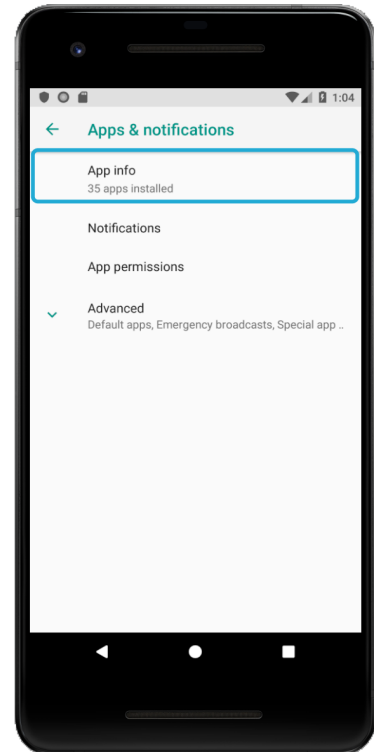 1:04
Apps & notifications
App info
35 apps installed
Notifications
App permissions
Advanced
Default apps, Emergency broadcasts, Special app ..